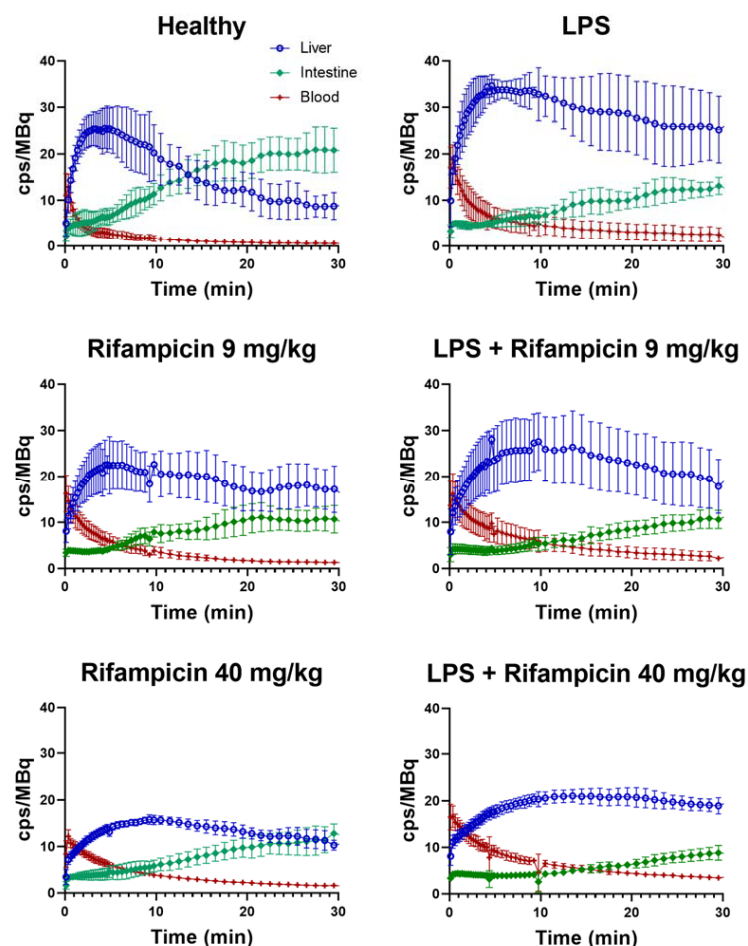 Healthy
Liver
Intestine
Blood
cps/MBq
40
30
20
10
0
0 10 20 30
Time (min)
LPS
cps/MBq
40
30
20
10
0
0 10 20 30
Time (min)
Rifampicin 9 mg/kg
cps/MBq
40
30
20
10
0
0 10 20 30
Time (min)
LPS + Rifampicin 9 mg/kg
cps/MBq
40
30
20
10
0
0 10 20 30
Time (min)
Rifampicin 40 mg/kg
cps/MBq
40
30
20
10
0
0 10 20 30
Time (min)
LPS + Rifampicin 40 mg/kg
cps/MBq
40
30
20
10
0
0 10 20 30
Time (min)